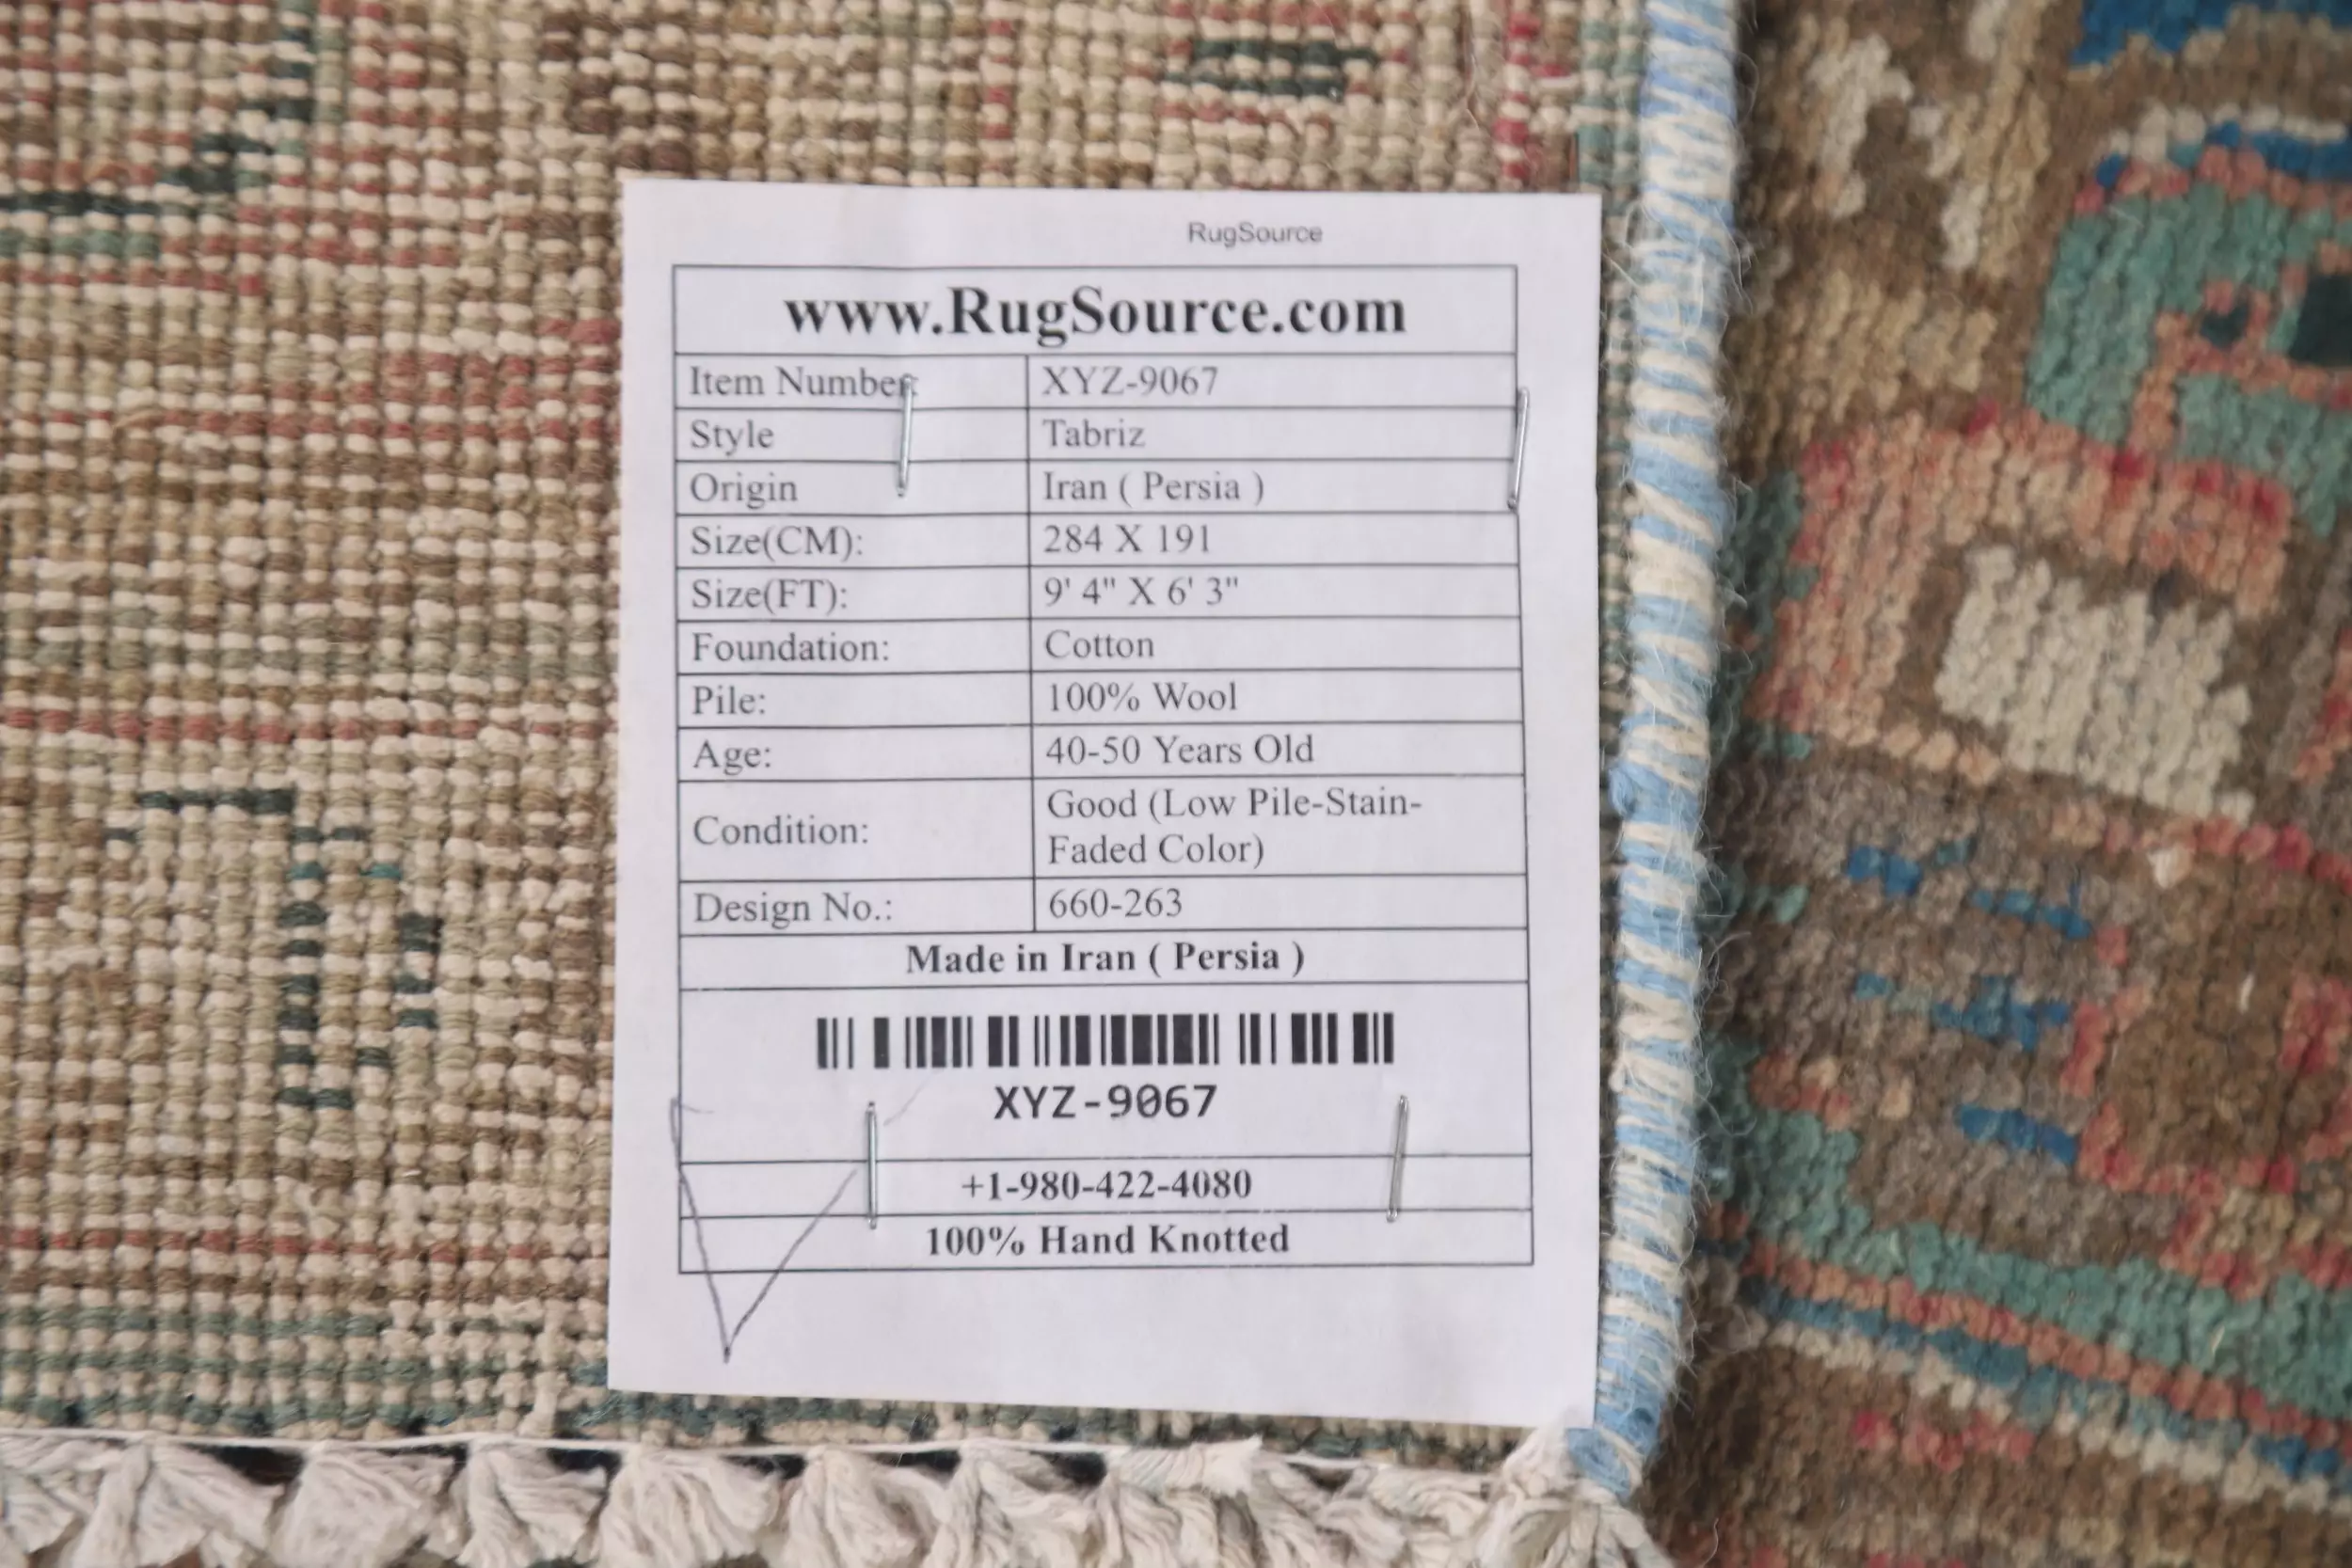 RugSource
www.RugSource.com
Item Number: XYZ-9067
Style Tabriz
Origin Iran ( Persia )
Size(CM): 284 X 191
Size(FT): 9' 4" X 6' 3"
Foundation: Cotton
Pile: 100% Wool
Age: 40-50 Years Old
Condition: Good (Low Pile-Stain-
Faded Color)
Design No.: 660-263
Made in Iran ( Persia )
XYZ-9067
+1-980-422-4080
100% Hand Knotted